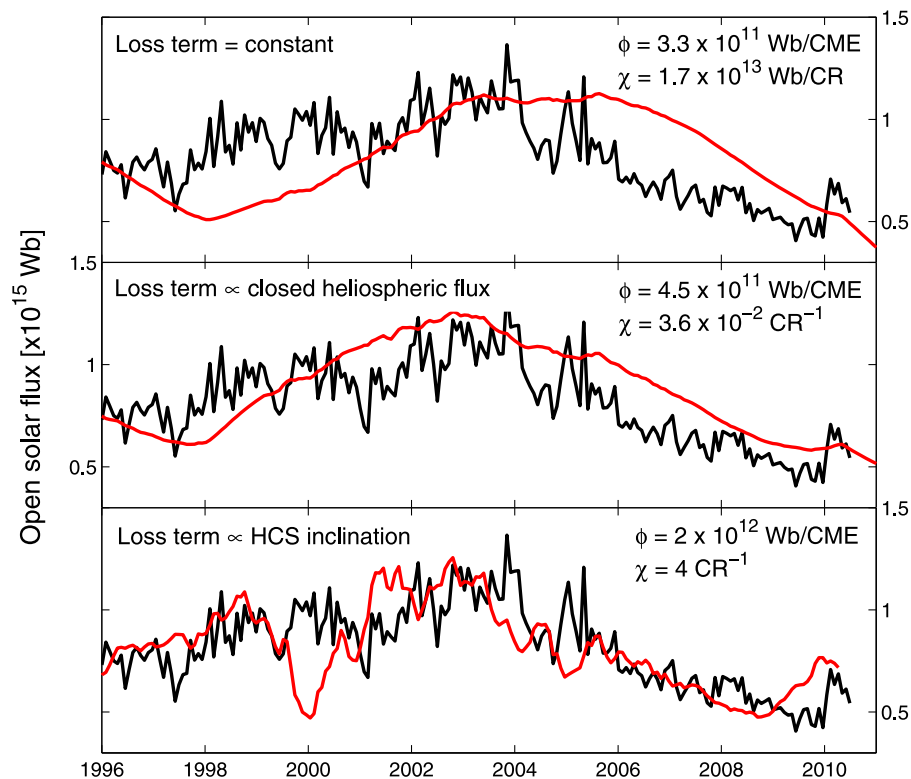 Loss term = constant
ϕ = 3.3 x 10¹¹ Wb/CME
χ = 1.7 x 10¹³ Wb/CR
1.5
1
0.5
Loss term ∝ closed heliospheric flux
ϕ = 4.5 x 10¹¹ Wb/CME
χ = 3.6 x 10⁻² CR⁻¹
1.5
1
0.5
Open solar flux [x10¹⁵ Wb]
Loss term ∝ HCS inclination
ϕ = 2 x 10¹² Wb/CME
χ = 4 CR⁻¹
1.5
1
0.5
1996 1998 2000 2002 2004 2006 2008 2010